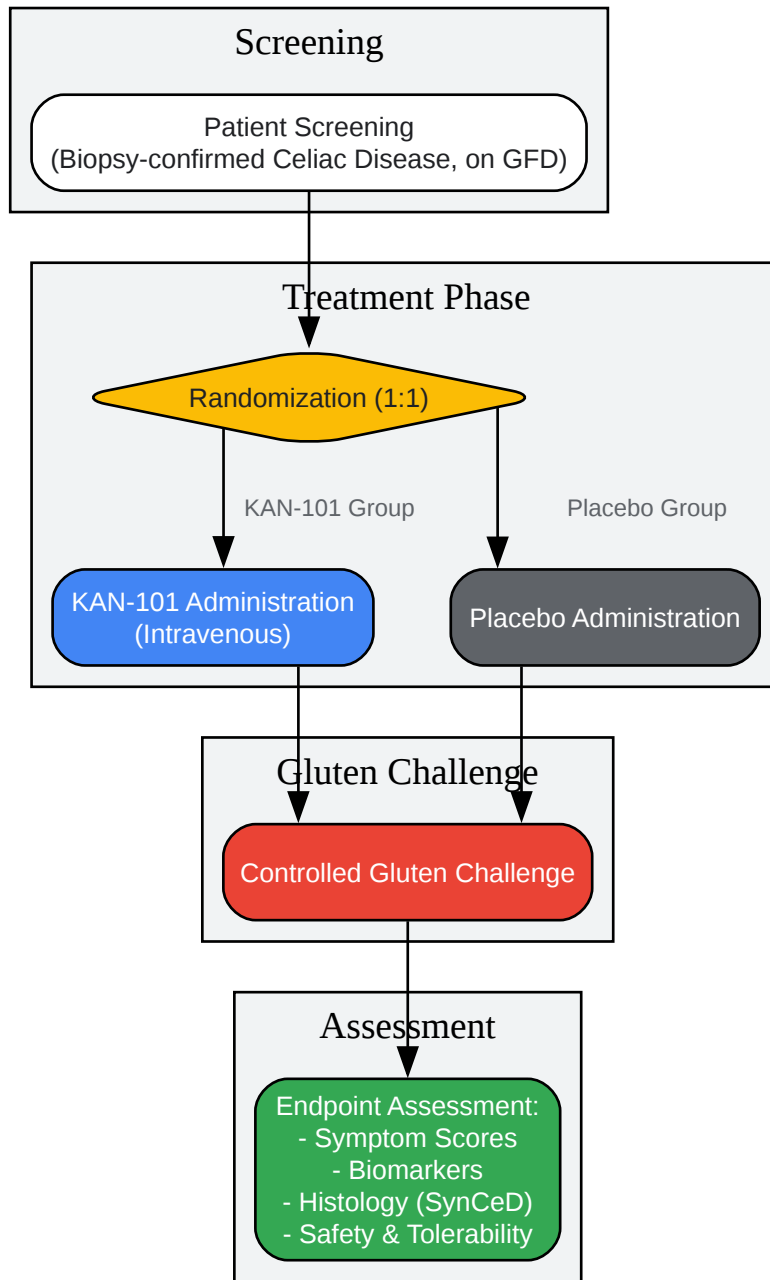 Screening
Patient Screening
(Biopsy-confirmed Celiac Disease, on GFD)
Treatment Phase
Randomization (1:1)
KAN-101 Group
Placebo Group
KAN-101 Administration
(Intravenous)
Placebo Administration
Gluten Challenge
Controlled Gluten Challenge
Assessment
Endpoint Assessment:
- Symptom Scores
- Biomarkers
- Histology (SynCeD)
- Safety & Tolerability